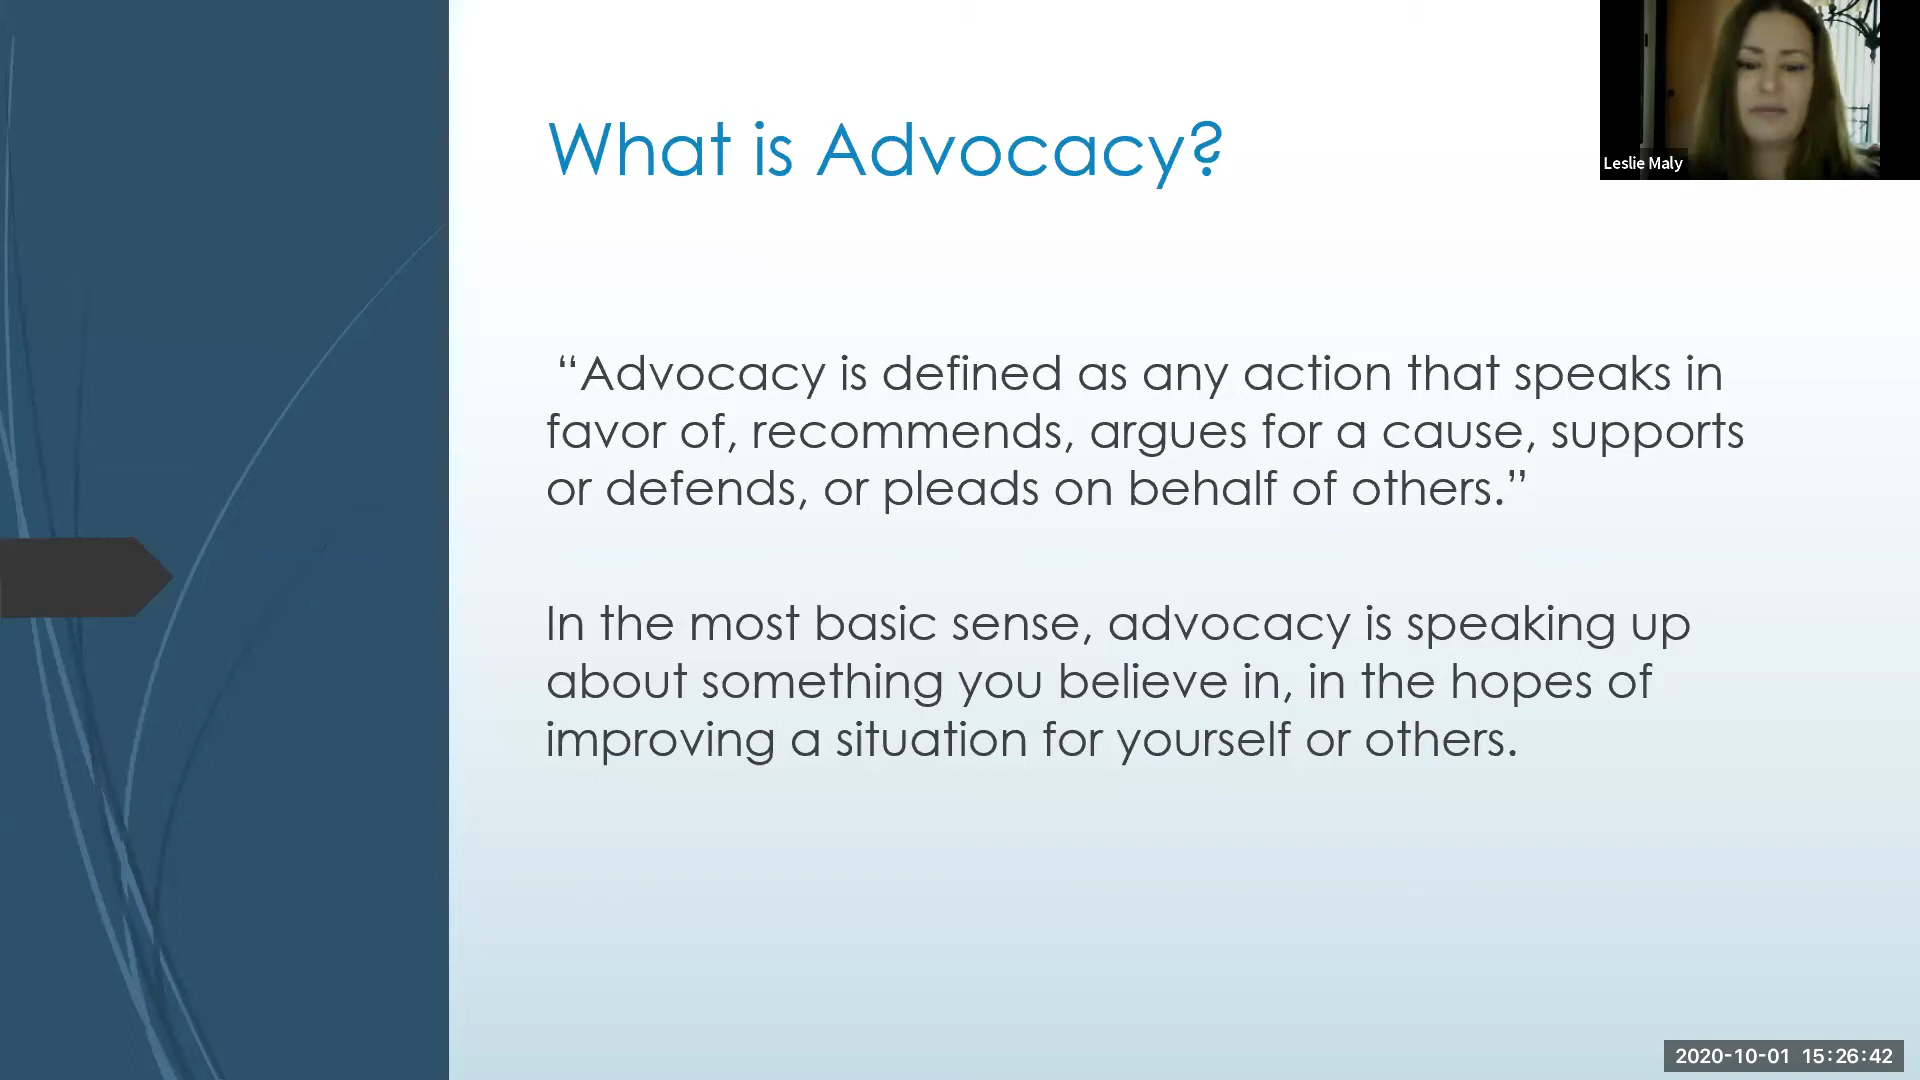 What is Advocacy?
Leslie Maly
“Advocacy is defined as any action that speaks in
favor of, recommends, argues for a cause, supports
or defends, or pleads on behalf of others.”
In the most basic sense, advocacy is speaking up
about something you believe in, in the hopes of
improving a situation for yourself or others.
2020-10-01 15:26:42